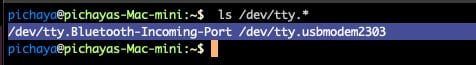 pichaya@pichayas-Mac-mini:~$ ls /dev/tty.*
/dev/tty.Bluetooth-Incoming-Port /dev/tty.usbmodem2303
pichaya@pichayas-Mac-mini:~$